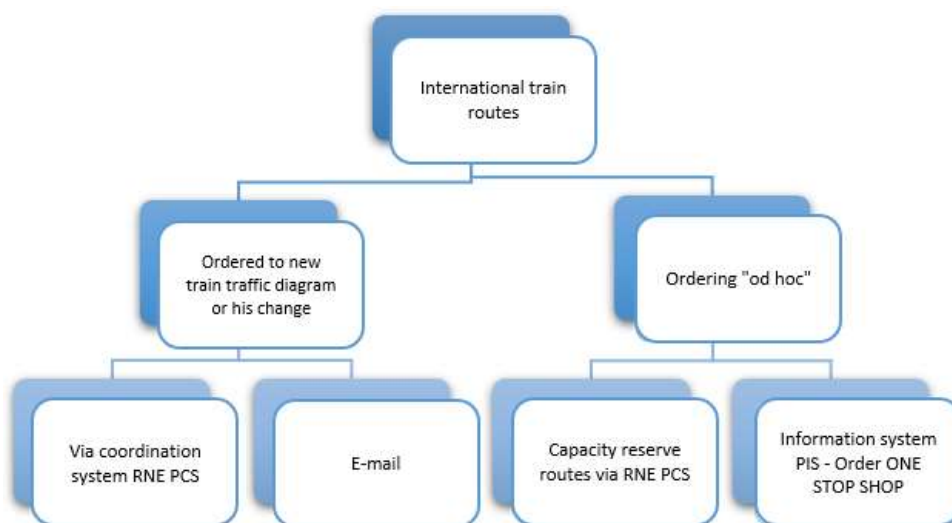 International train
routes
Ordered to new
train traffic diagram
or his change
Ordering "od hoc"
Via coordination
system RNE PCS
E-mail
Capacity reserve
routes via RNE PCS
Information system
PIS - Order ONE
STOP SHOP